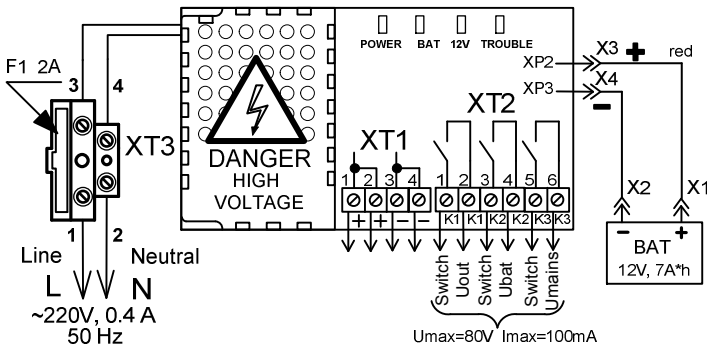 POWER BAT 12V TROUBLE
F1 2A
3
4
XT3
DANGER
HIGH
VOLTAGE
1
2
Line
Neutral
L
N
~220V, 0.4 A
50 Hz
XT1
1 2 3 4
+ + − −
XT2
1 2 3 4 5 6
K1 K1 K2 K2 K3 K3
Switch
Uout
Switch
Ubat
Switch
Umains
Umax=80V Imax=100mA
XP2
X3
+
red
XP3
X4
−
X2
X1
− +
BAT
12V, 7A*h